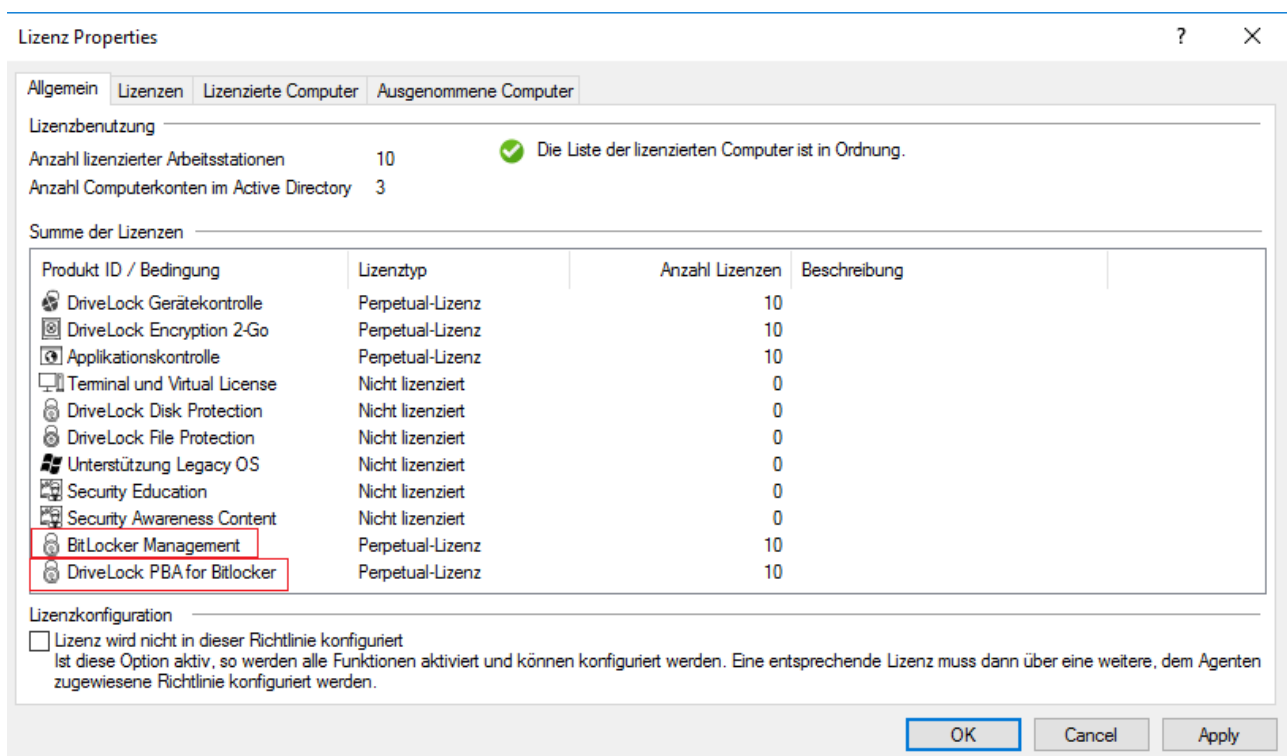 Lizenz Properties
?
Allgemein Lizenzen Lizenzierte Computer Ausgenommene Computer
Lizenzbenutzung
Anzahl lizenzierter Arbeitsstationen 10 Die Liste der lizenzierten Computer ist in Ordnung.
Anzahl Computerkonten im Active Directory 3
Summe der Lizenzen
Produkt ID / Bedingung Lizenztyp Anzahl Lizenzen Beschreibung
DriveLock Gerätekontrolle Perpetual-Lizenz 10
DriveLock Encryption 2-Go Perpetual-Lizenz 10
Applikationskontrolle Perpetual-Lizenz 10
Terminal und Virtual License Nicht lizenziert 0
DriveLock Disk Protection Nicht lizenziert 0
DriveLock File Protection Nicht lizenziert 0
Unterstützung Legacy OS Nicht lizenziert 0
Security Education Nicht lizenziert 0
Security Awareness Content Nicht lizenziert 0
BitLocker Management Perpetual-Lizenz 10
DriveLock PBA for Bitlocker Perpetual-Lizenz 10
Lizenzkonfiguration
Lizenz wird nicht in dieser Richtlinie konfiguriert
Ist diese Option aktiv, so werden alle Funktionen aktiviert und können konfiguriert werden. Eine entsprechende Lizenz muss dann über eine weitere, dem Agenten
zugewiesene Richtlinie konfiguriert werden.
OK Cancel Apply